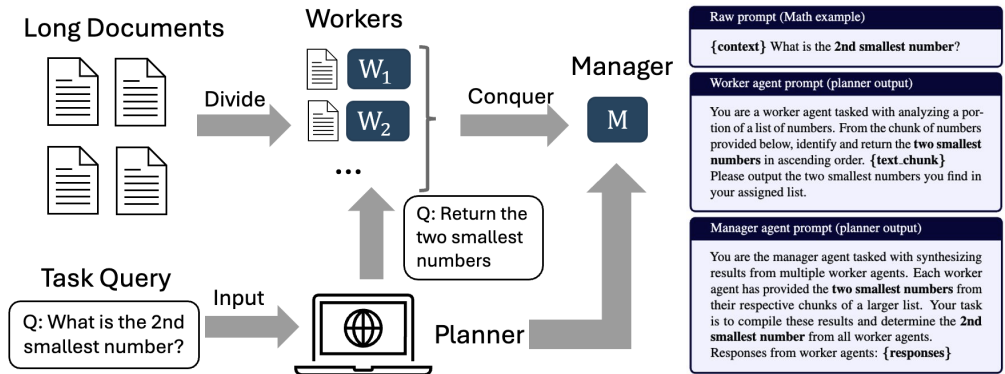 Long Documents
Divide
Workers
W1
W2
...
Conquer
Manager
M
Q: Return the
two smallest
numbers
Task Query
Q: What is the 2nd
smallest number?
Input
Planner
Raw prompt (Math example)
{context} What is the 2nd smallest number?
Worker agent prompt (planner output)
You are a worker agent tasked with analyzing a por-
tion of a list of numbers. From the chunk of numbers
provided below, identify and return the two smallest
numbers in ascending order. {text_chunk}
Please output the two smallest numbers you find in
your assigned list.
Manager agent prompt (planner output)
You are the manager agent tasked with synthesizing
results from multiple worker agents. Each worker
agent has provided the two smallest numbers from
their respective chunks of a larger list. Your task
is to compile these results and determine the 2nd
smallest number from all worker agents.
Responses from worker agents: {responses}